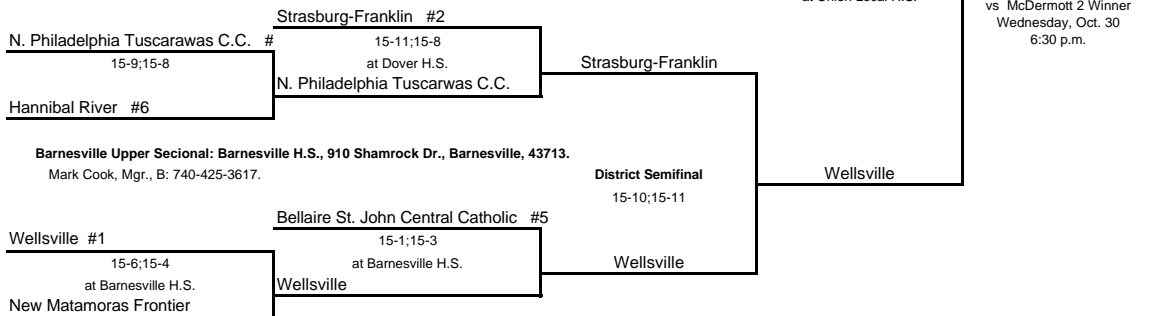 vs McDermott 2 Winner
Wednesday, Oct. 30
6:30 p.m.
Strasburg-Franklin #2
N. Philadelphia Tuscarawas C.C. #
15-11;15-8
15-9;15-8
at Dover H.S.
Strasburg-Franklin
N. Philadelphia Tuscarwas C.C.
Hannibal River #6
Barnesville Upper Secional: Barnesville H.S., 910 Shamrock Dr., Barnesville, 43713.
Mark Cook, Mgr., B: 740-425-3617.
District Semifinal
Wellsville
15-10;15-11
Bellaire St. John Central Catholic #5
Wellsville #1
15-1;15-3
15-6;15-4
at Barnesville H.S.
Wellsville
at Barnesville H.S.
Wellsville
New Matamoras Frontier